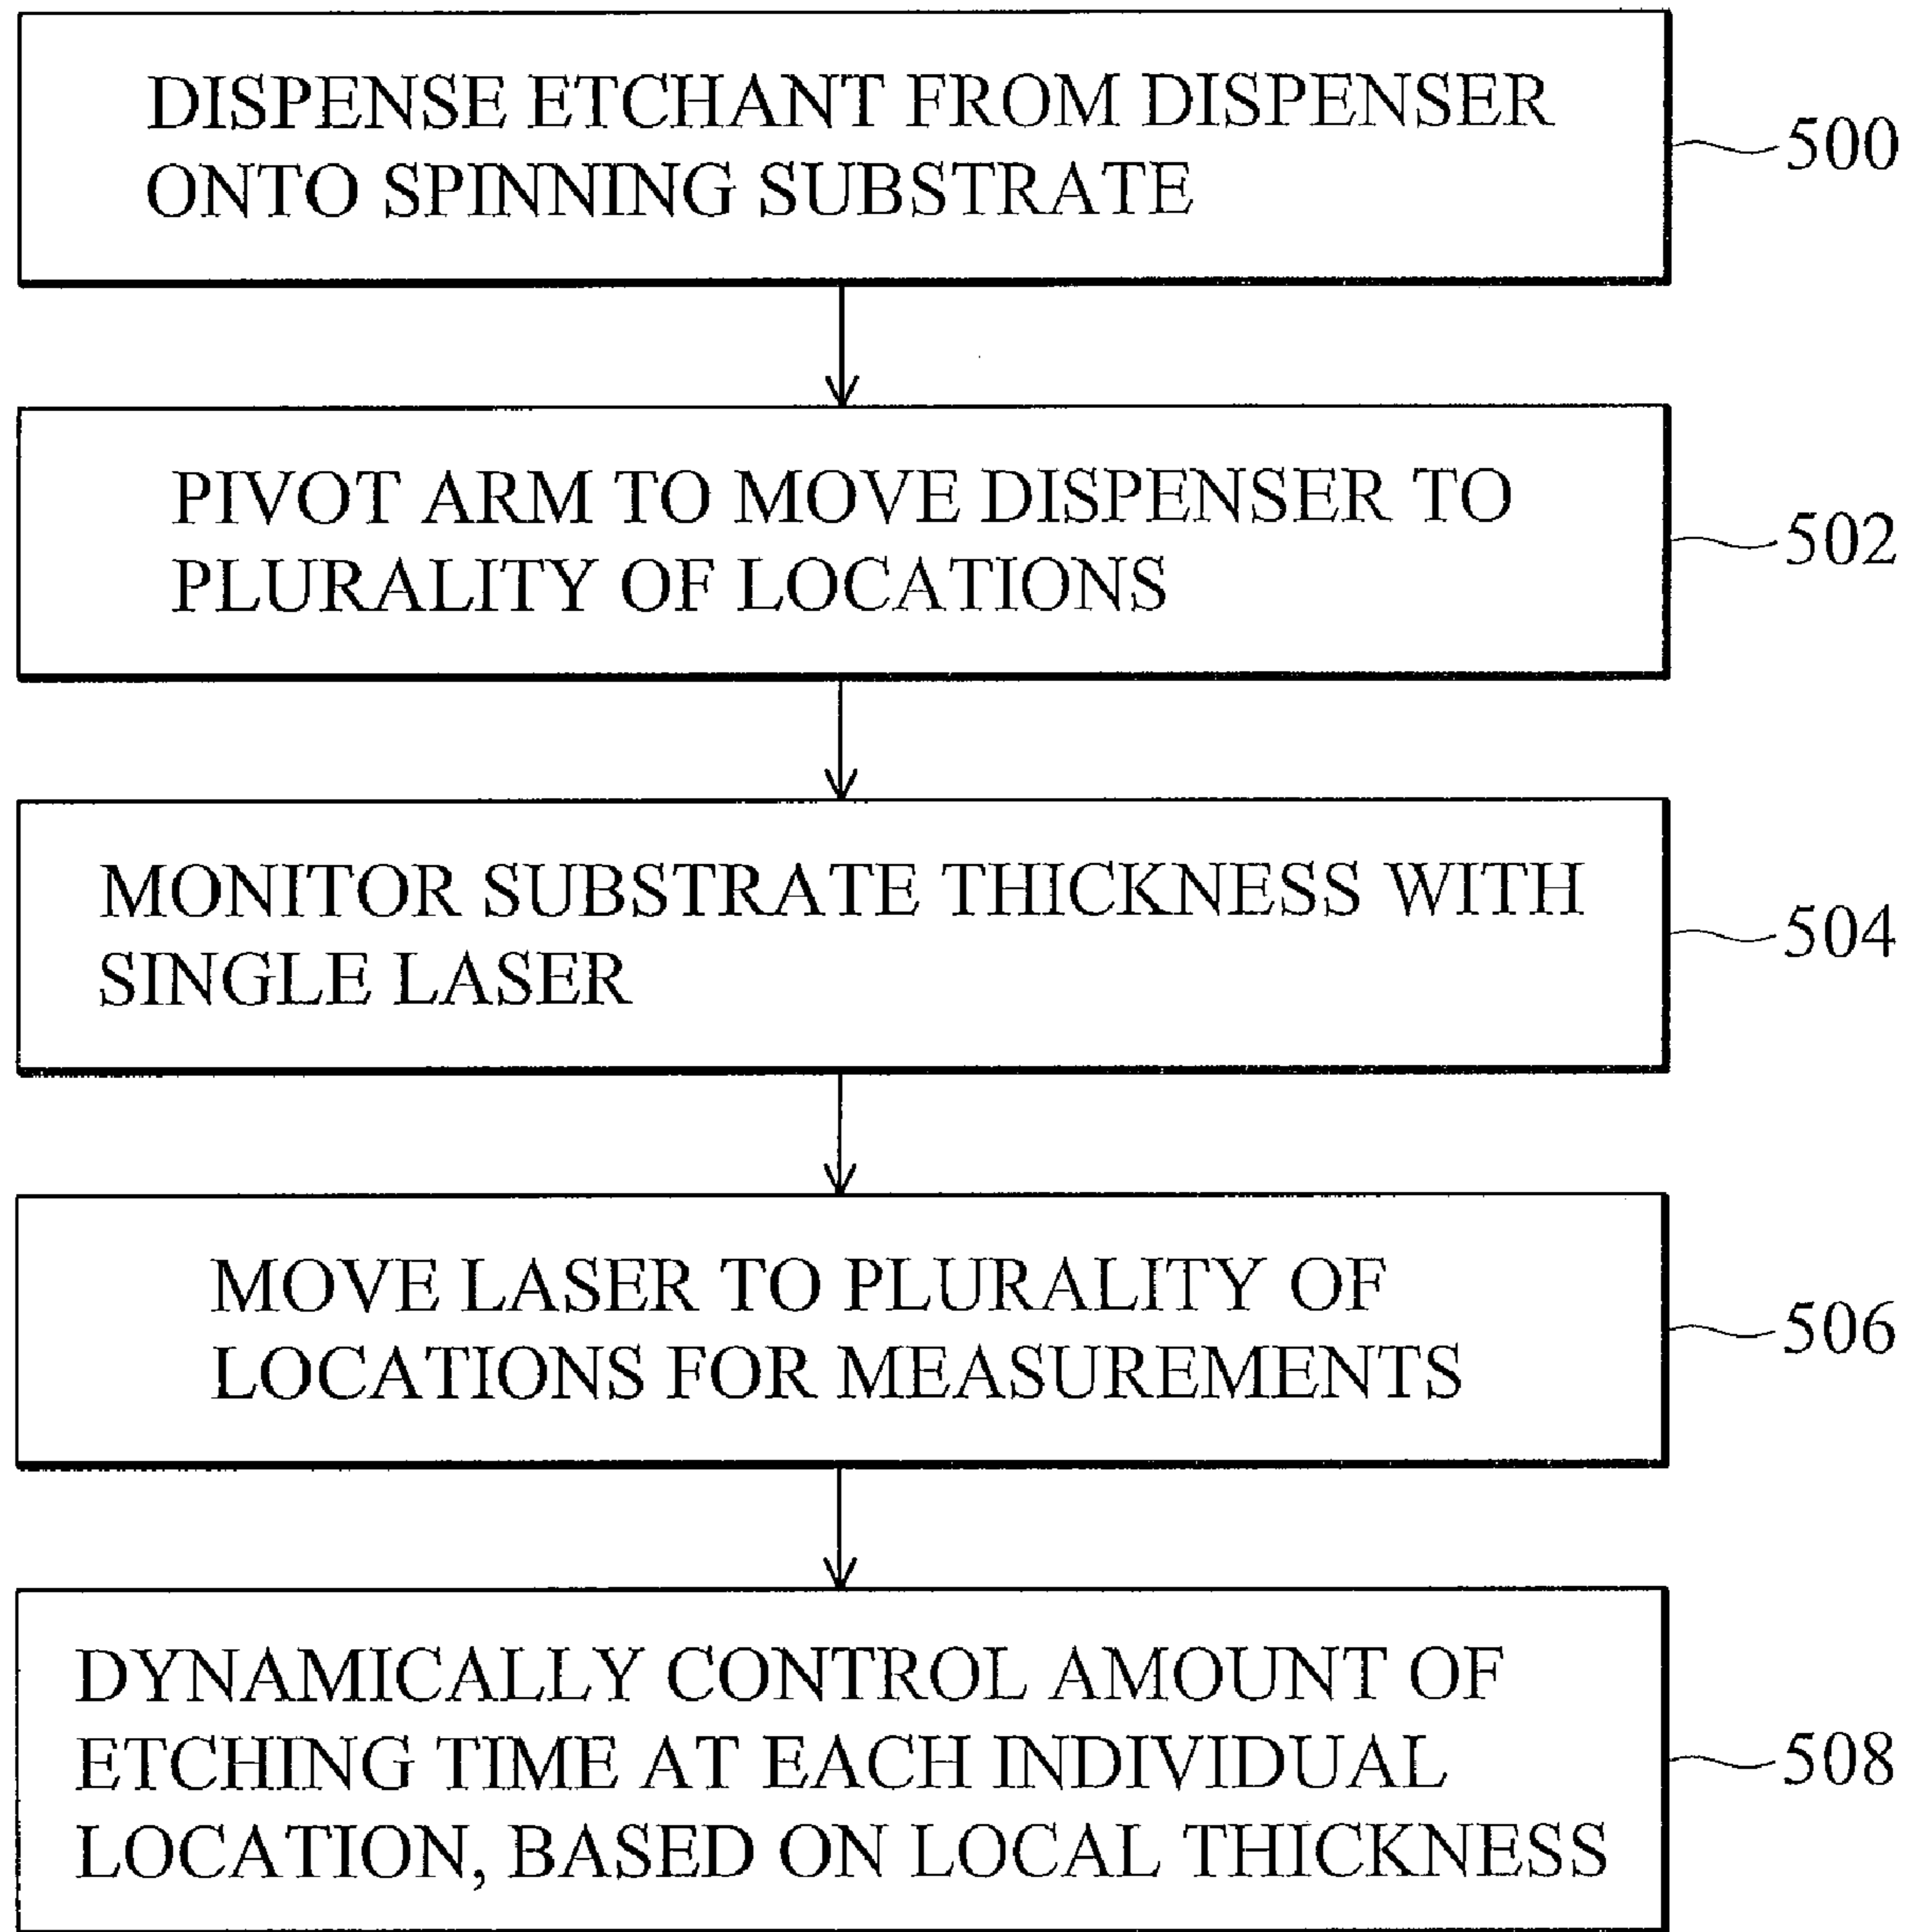 DISPENSE ETCHANT FROM DISPENSER
ONTO SPINNING SUBSTRATE
500
PIVOT ARM TO MOVE DISPENSER TO
PLURALITY OF LOCATIONS
502
MONITOR SUBSTRATE THICKNESS WITH
SINGLE LASER
504
MOVE LASER TO PLURALITY OF
LOCATIONS FOR MEASUREMENTS
506
DYNAMICALLY CONTROL AMOUNT OF
ETCHING TIME AT EACH INDIVIDUAL
LOCATION, BASED ON LOCAL THICKNESS
508